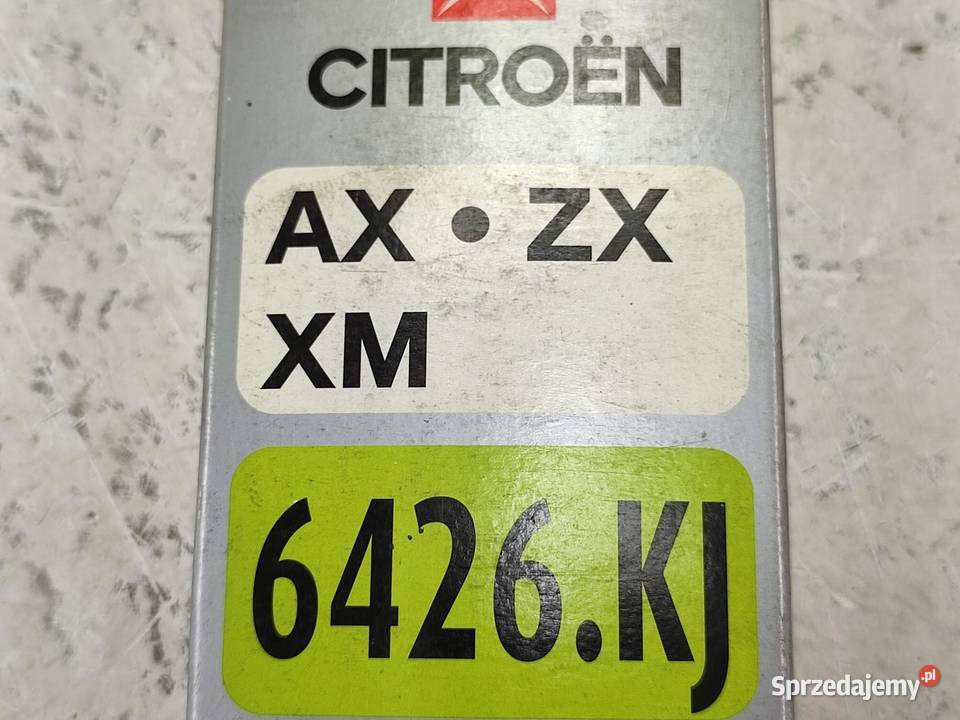 CITROËN
AX • ZX
XM
6426.KJ
Sprzedajemy.pl